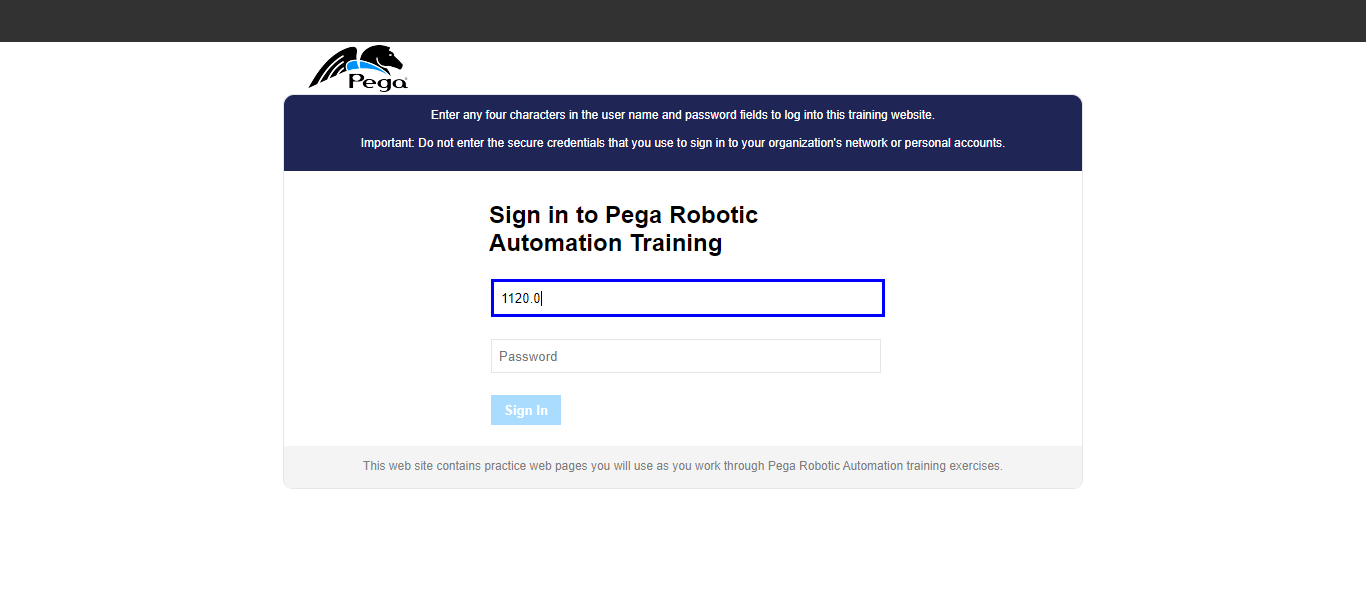 Pega
Enter any four characters in the user name and password fields to log into this training website.
Important: Do not enter the secure credentials that you use to sign in to your organization's network or personal accounts.
Sign in to Pega Robotic
Automation Training
1120.0
Password
Sign In
This web site contains practice web pages you will use as you work through Pega Robotic Automation training exercises.